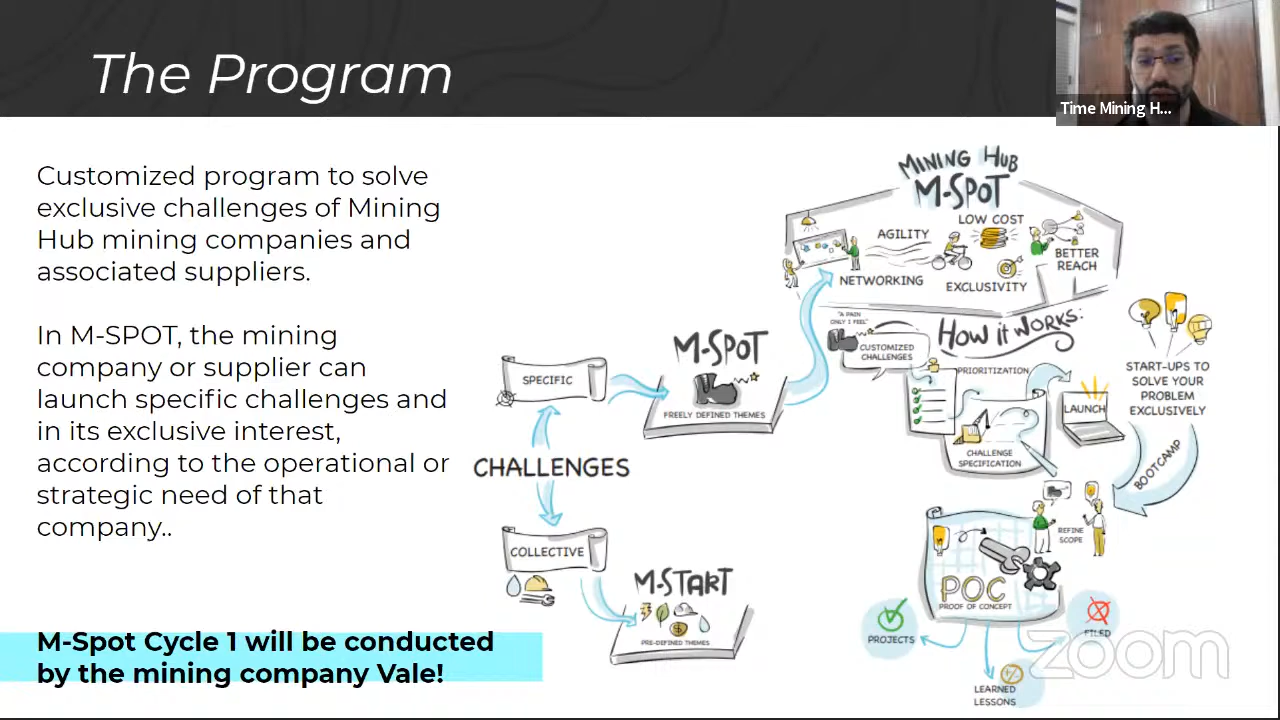 The Program
Time Mining H...
Customized program to solve
exclusive challenges of Mining
Hub mining companies and
associated suppliers.
In M-SPOT, the mining
company or supplier can
launch specific challenges and
in its exclusive interest,
according to the operational or
strategic need of that
company..
M-Spot Cycle 1 will be conducted
by the mining company Vale!
CHALLENGES
SPECIFIC
M-SPOT
FREELY DEFINED THEMES
COLLECTIVE
M-START
PRE-DEFINED THEMES
MINING HUB
M-SPOT
LOW COST
AGILITY
BETTER
REACH
NETWORKING
EXCLUSIVITY
"A PAIN
ONLY I FEEL"
HOW IT WORKS:
CUSTOMIZED
CHALLENGES
PRIORITIZATION
CHALLENGE
SPECIFICATION
LAUNCH
START-UPS TO
SOLVE YOUR
PROBLEM
EXCLUSIVELY
BOOTCAMP
REFINE
SCOPE
POC
PROOF OF CONCEPT
PROJECTS
FILED
LEARNED
LESSONS
zoom